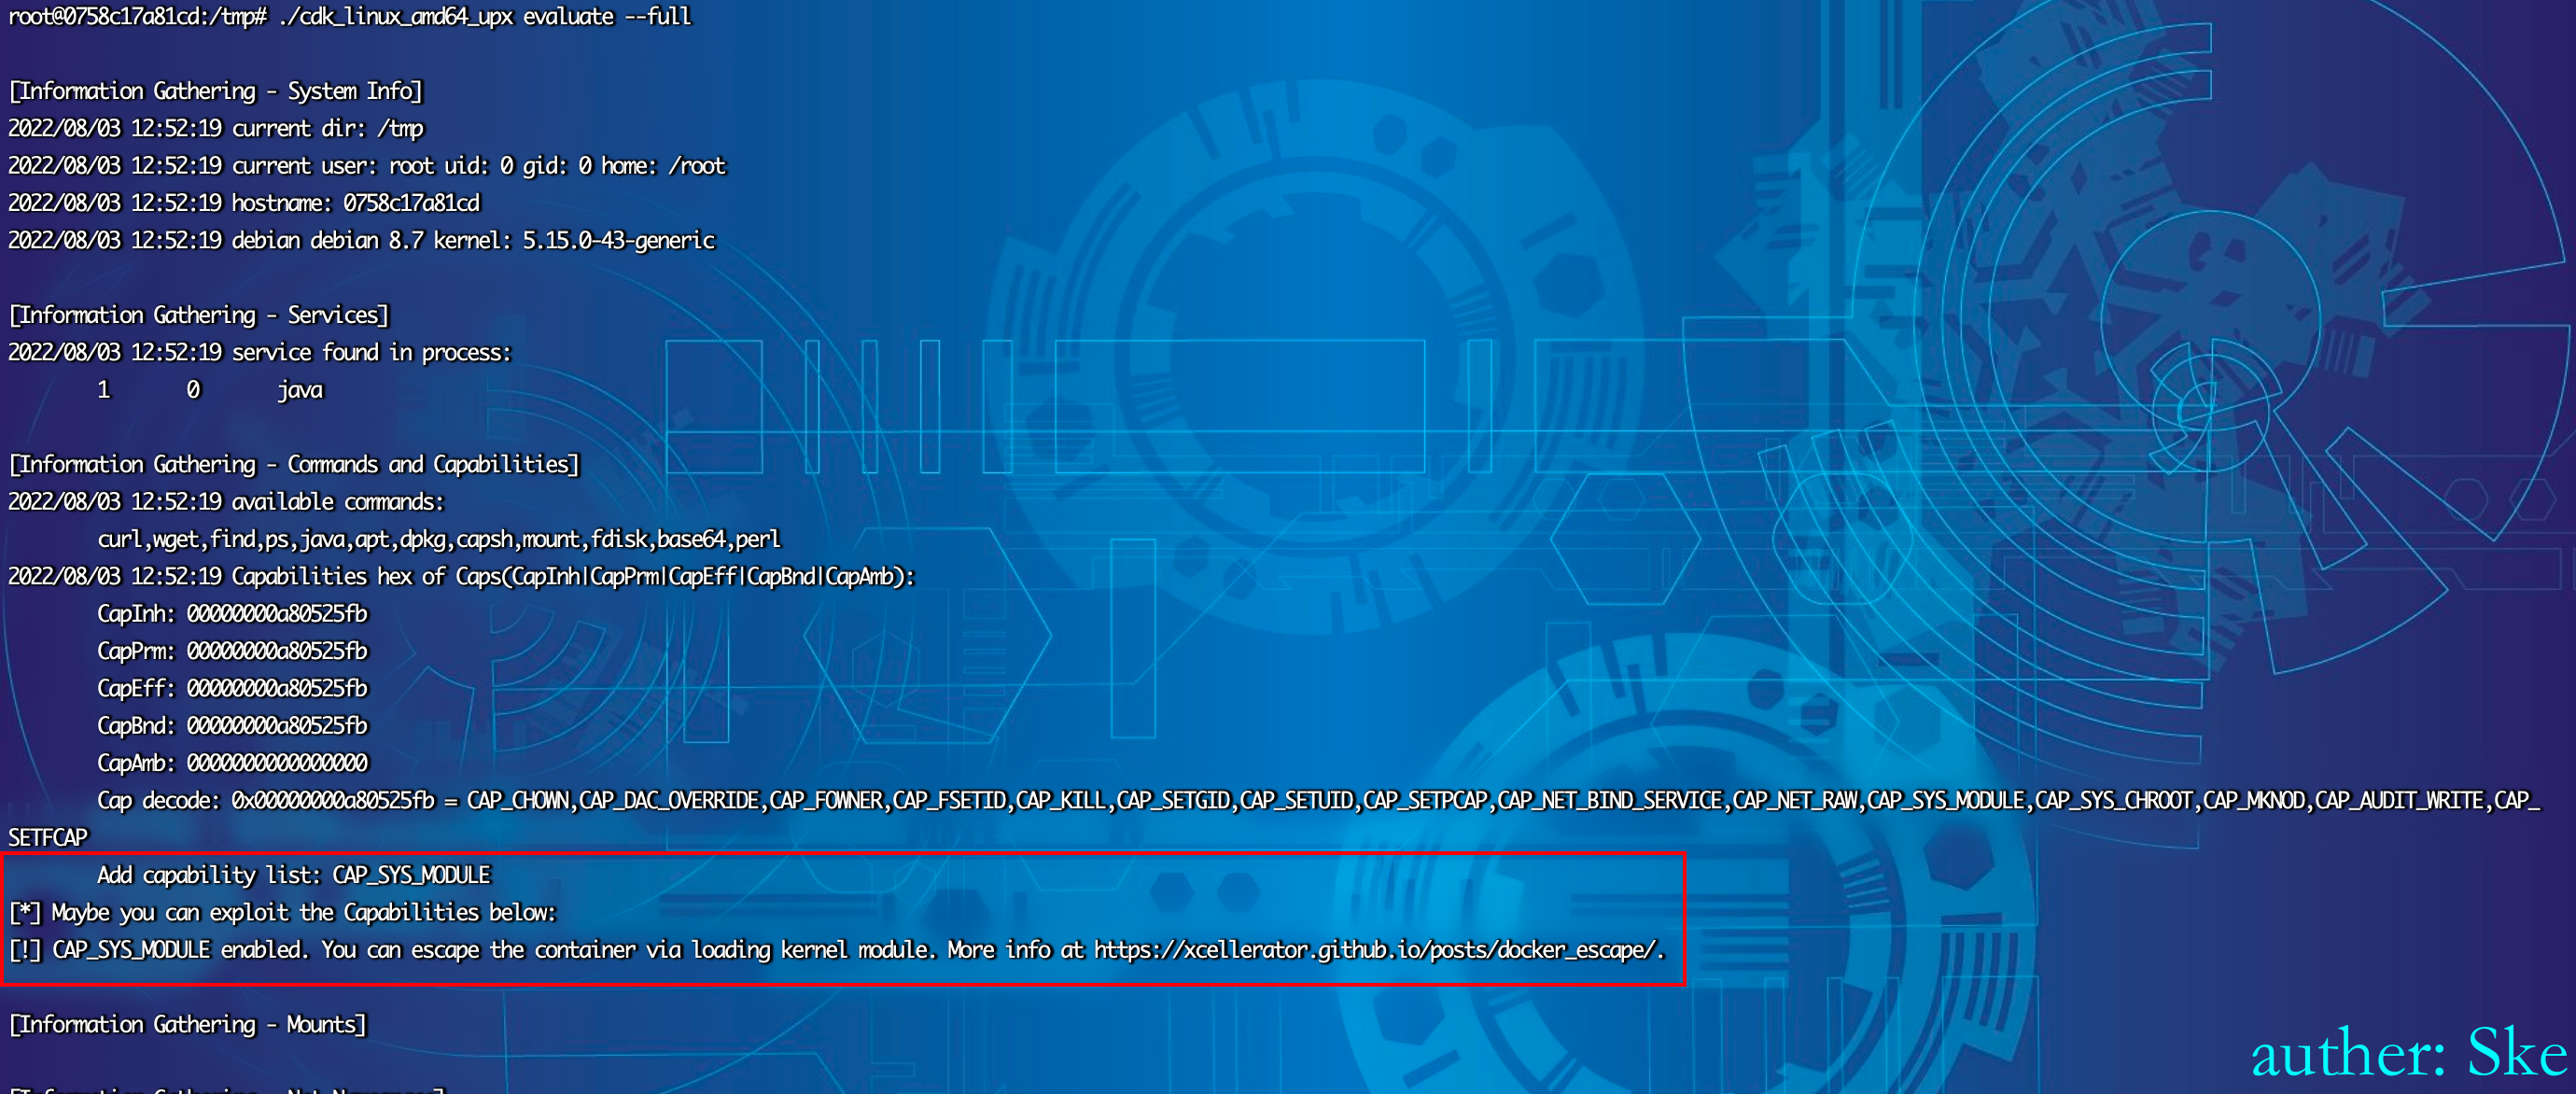 root@0758c17a81cd:/tmp# ./cdk_linux_amd64_upx evaluate --full
[Information Gathering - System Info]
2022/08/03 12:52:19 current dir: /tmp
2022/08/03 12:52:19 current user: root uid: 0 gid: 0 home: /root
2022/08/03 12:52:19 hostname: 0758c17a81cd
2022/08/03 12:52:19 debian debian 8.7 kernel: 5.15.0-43-generic
[Information Gathering - Services]
2022/08/03 12:52:19 service found in process:
1 0 java
[Information Gathering - Commands and Capabilities]
2022/08/03 12:52:19 available commands:
curl,wget,find,ps,java,apt,dpkg,capsh,mount,fdisk,base64,perl
2022/08/03 12:52:19 Capabilities hex of Caps(CapInh|CapPrm|CapEff|CapBnd|CapAmb):
CapInh: 00000000a80525fb
CapPrm: 00000000a80525fb
CapEff: 00000000a80525fb
CapBnd: 00000000a80525fb
CapAmb: 0000000000000000
Cap decode: 0x00000000a80525fb = CAP_CHOWN,CAP_DAC_OVERRIDE,CAP_FOWNER,CAP_FSETID,CAP_KILL,CAP_SETGID,CAP_SETUID,CAP_SETPCAP,CAP_NET_BIND_SERVICE,CAP_NET_RAW,CAP_SYS_MODULE,CAP_SYS_CHROOT,CAP_MKNOD,CAP_AUDIT_WRITE,CAP_
SETFCAP
Add capability list: CAP_SYS_MODULE
[*] Maybe you can exploit the Capabilities below:
[!] CAP_SYS_MODULE enabled. You can escape the container via loading kernel module. More info at https://xcellerator.github.io/posts/docker_escape/.
[Information Gathering - Mounts]
auther: Ske